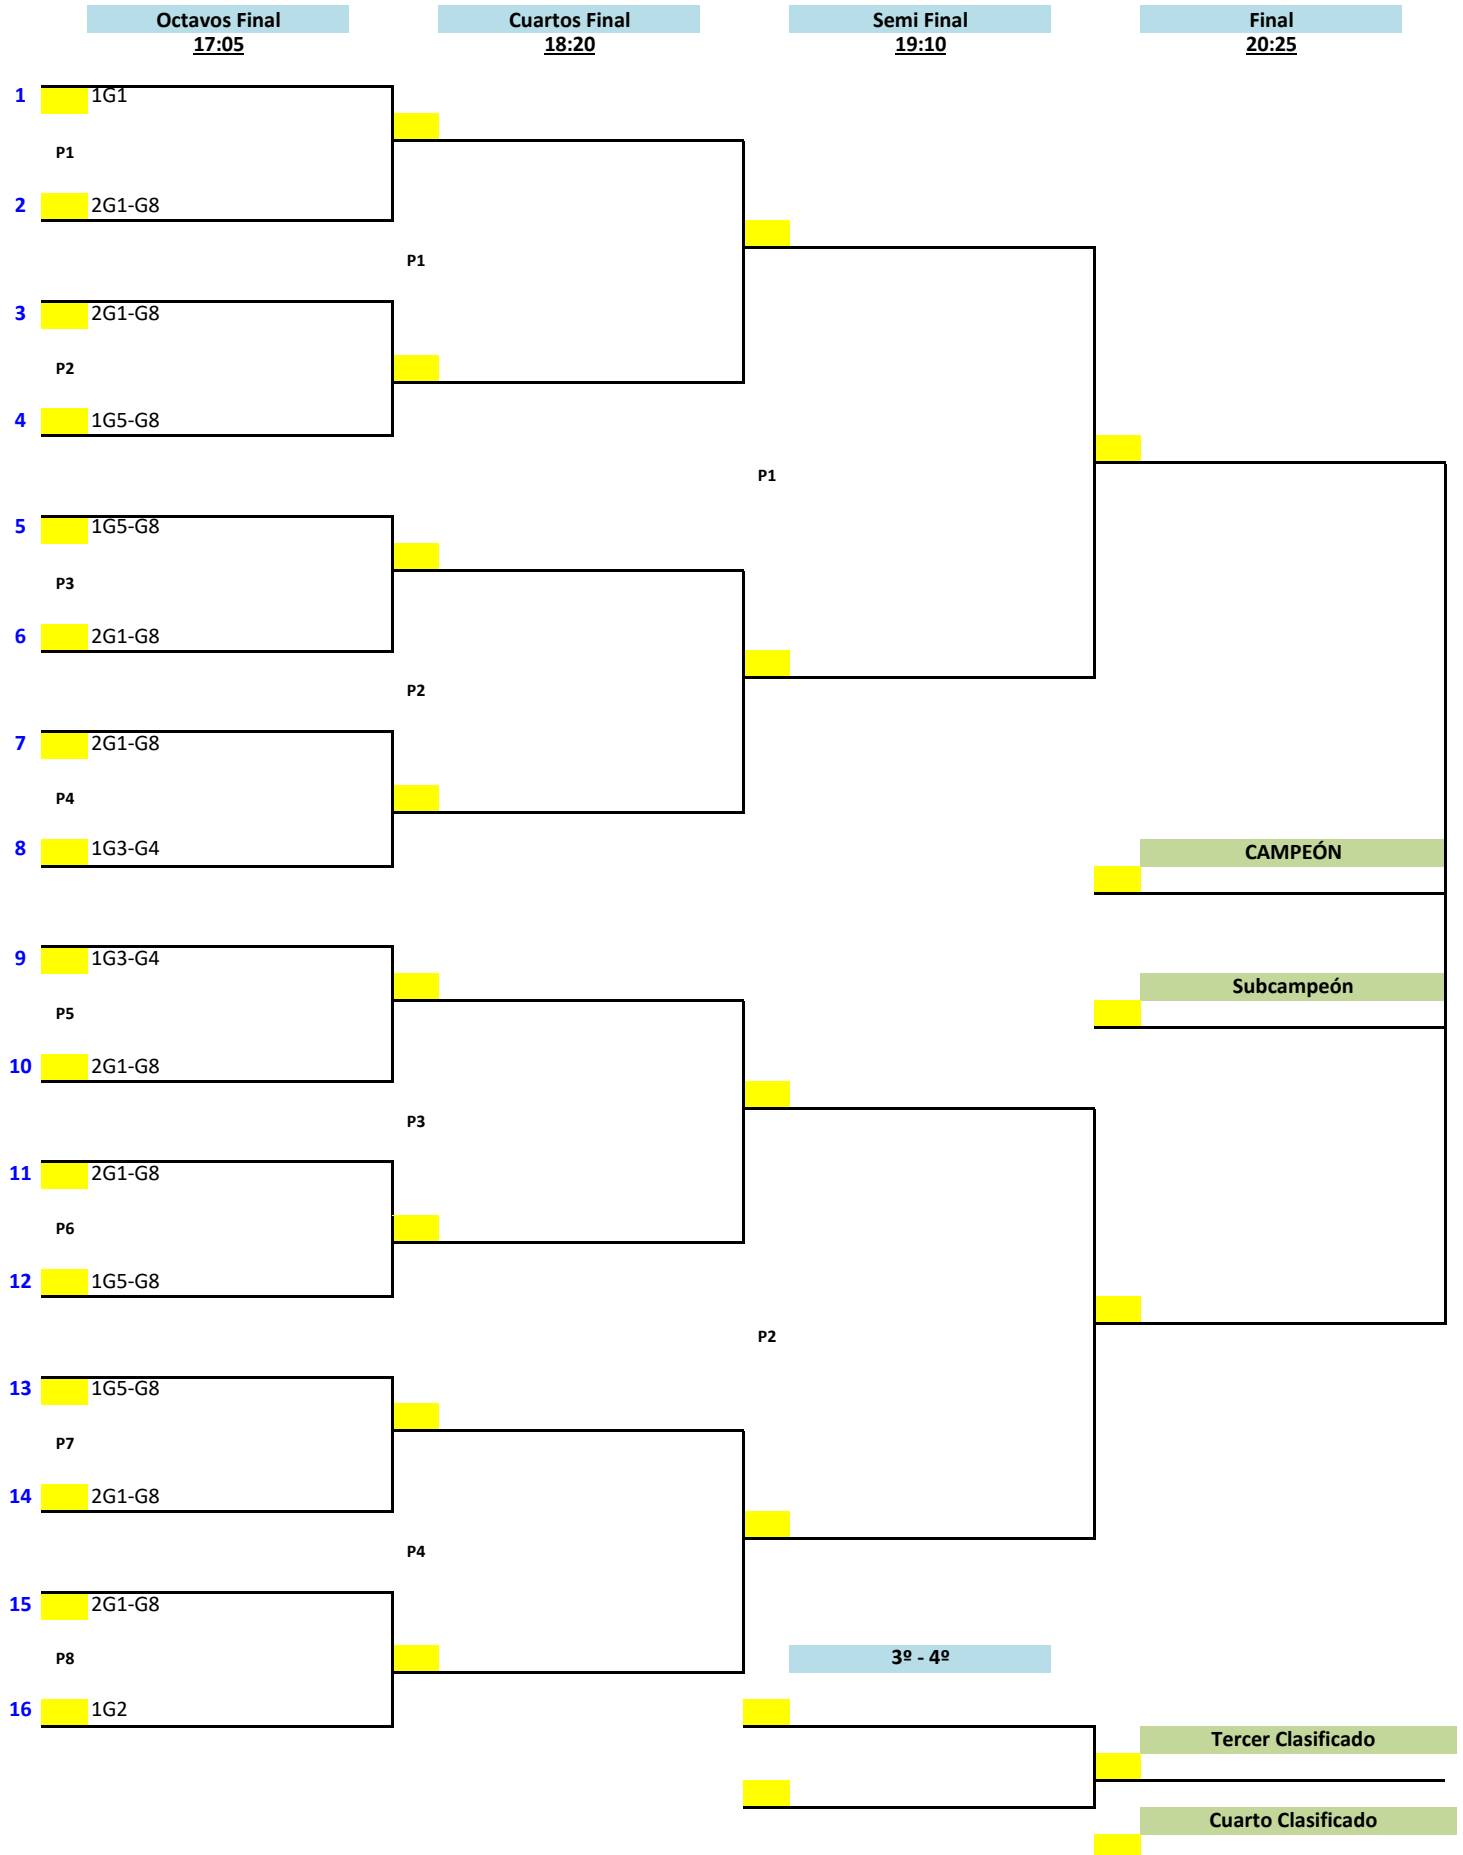 Octavos Final
Cuartos Final
Semi Final
Final
17:05
18:20
19:10
20:25
1 1G1
P1
2 2G1-G8
P1
3 2G1-G8
P2
4 1G5-G8
P1
5 1G5-G8
P3
6 2G1-G8
P2
7 2G1-G8
P4
8 1G3-G4
CAMPEÓN
9 1G3-G4
Subcampeón
P5
10 2G1-G8
P3
11 2G1-G8
P6
12 1G5-G8
P2
13 1G5-G8
P7
14 2G1-G8
P4
15 2G1-G8
P8
3º - 4º
16 1G2
Tercer Clasificado
Cuarto Clasificado